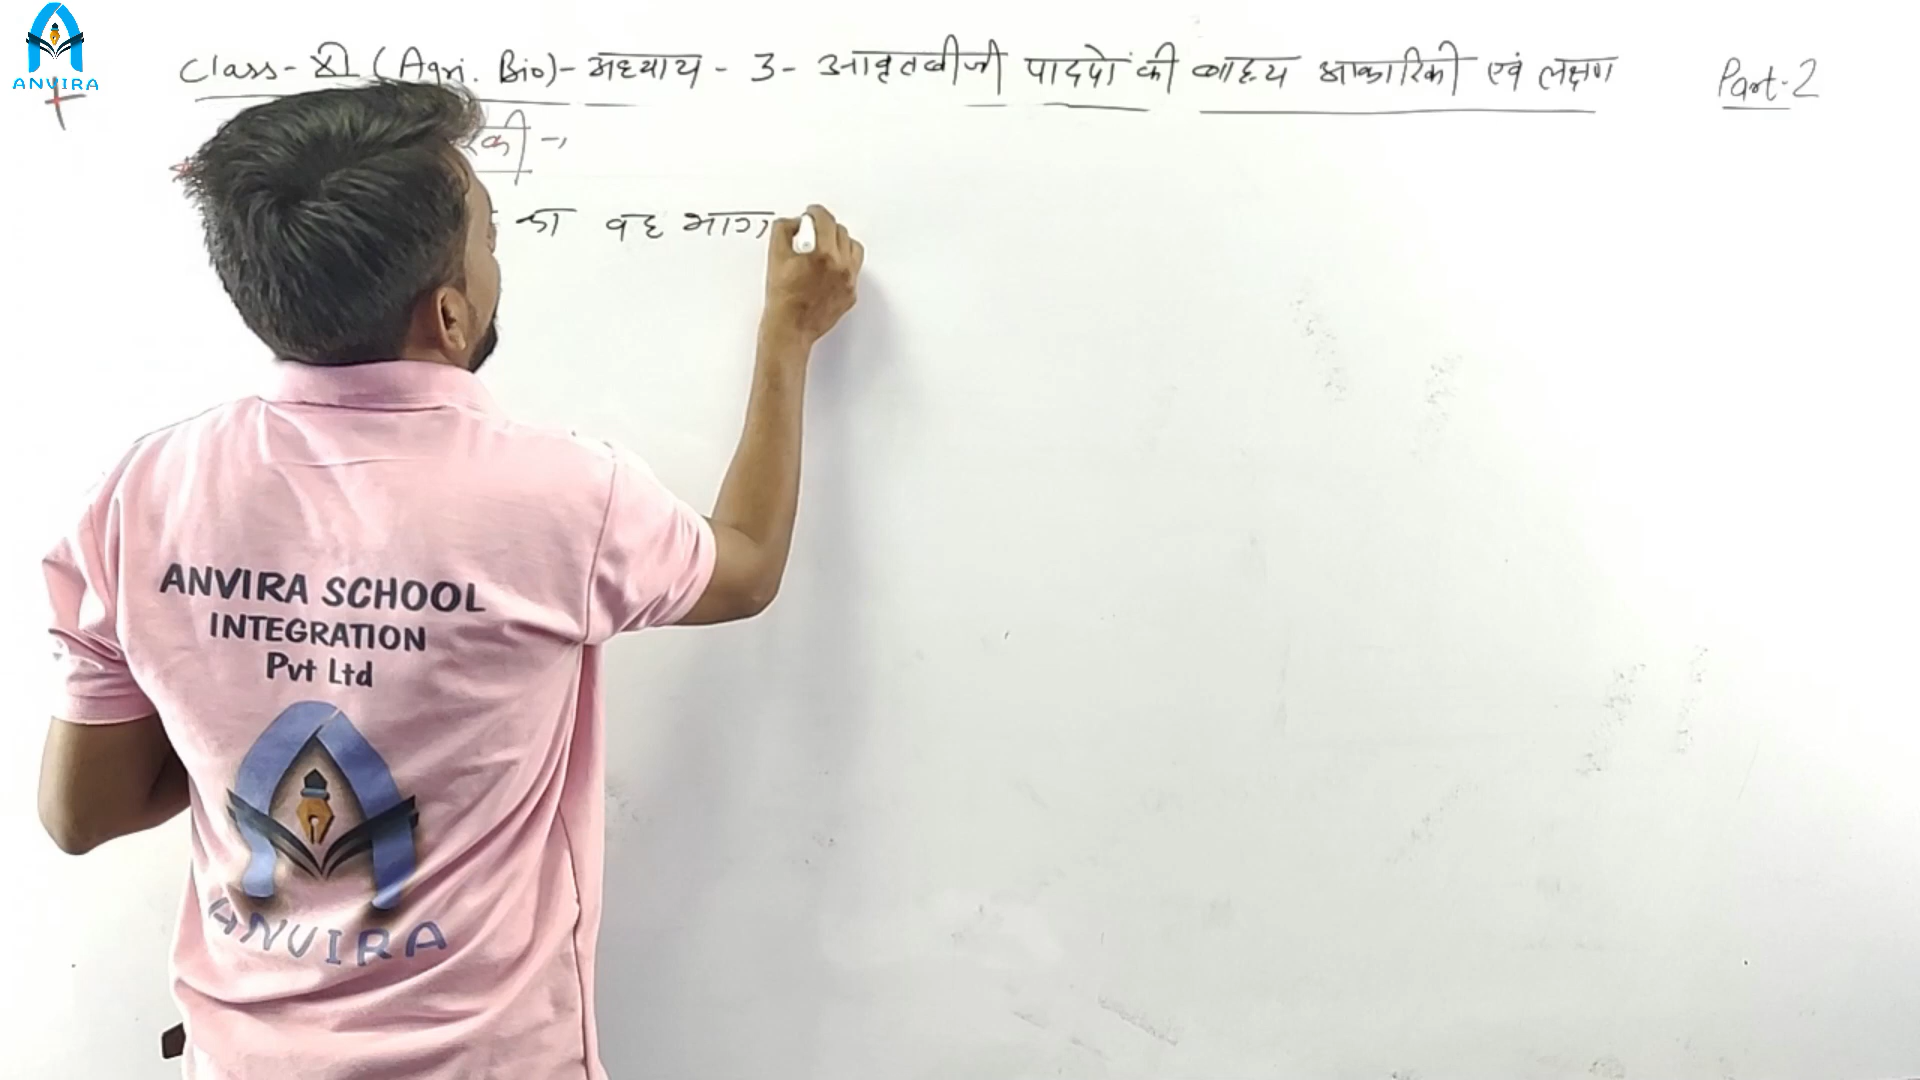 ANVIRA
Class-XI (Agri. Bio)- अध्याय - 3- आवृतबीजी पादपों की बाह्य आकारिकी एवं लक्षण Part-2
का वह भाग
ANVIRA SCHOOL
INTEGRATION
Pvt Ltd
ANVIRA